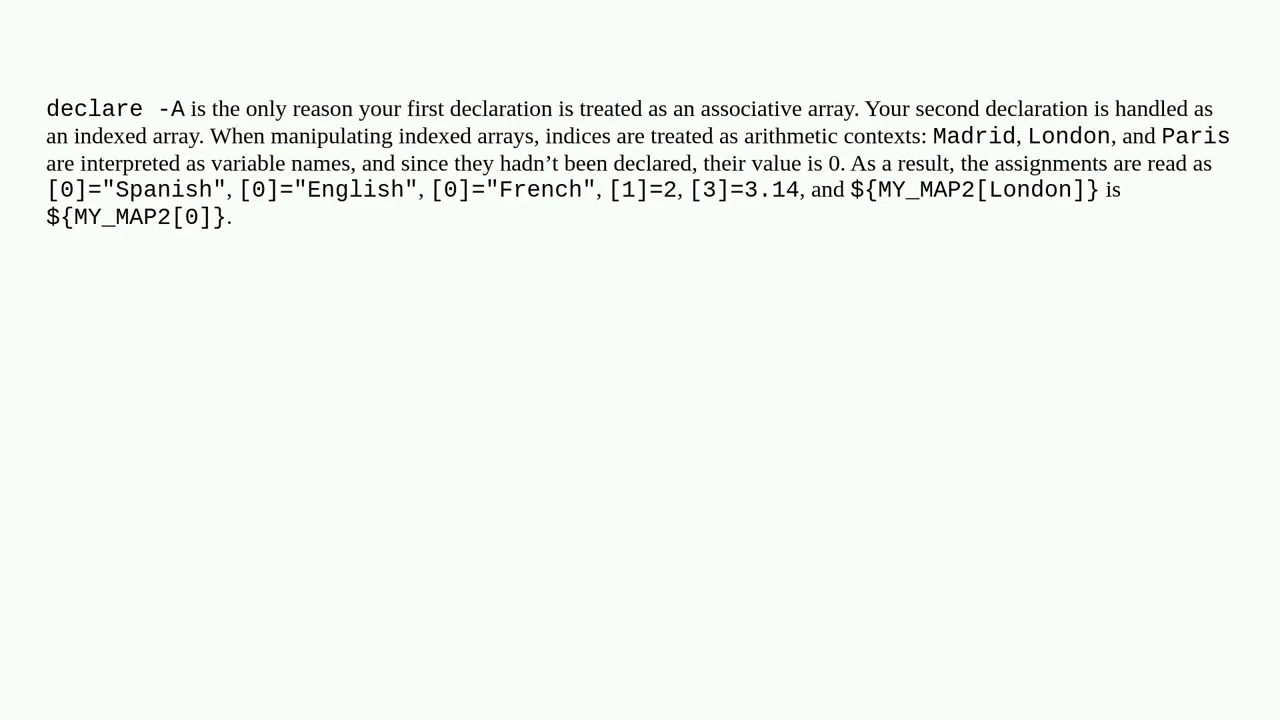 declare -A is the only reason your first declaration is treated as an associative array. Your second declaration is handled as
an indexed array. When manipulating indexed arrays, indices are treated as arithmetic contexts: Madrid, London, and Paris
are interpreted as variable names, and since they hadn’t been declared, their value is 0. As a result, the assignments are read as
[0]="Spanish", [0]="English", [0]="French", [1]=2, [3]=3.14, and ${MY_MAP2[London]} is
${MY_MAP2[0]}.